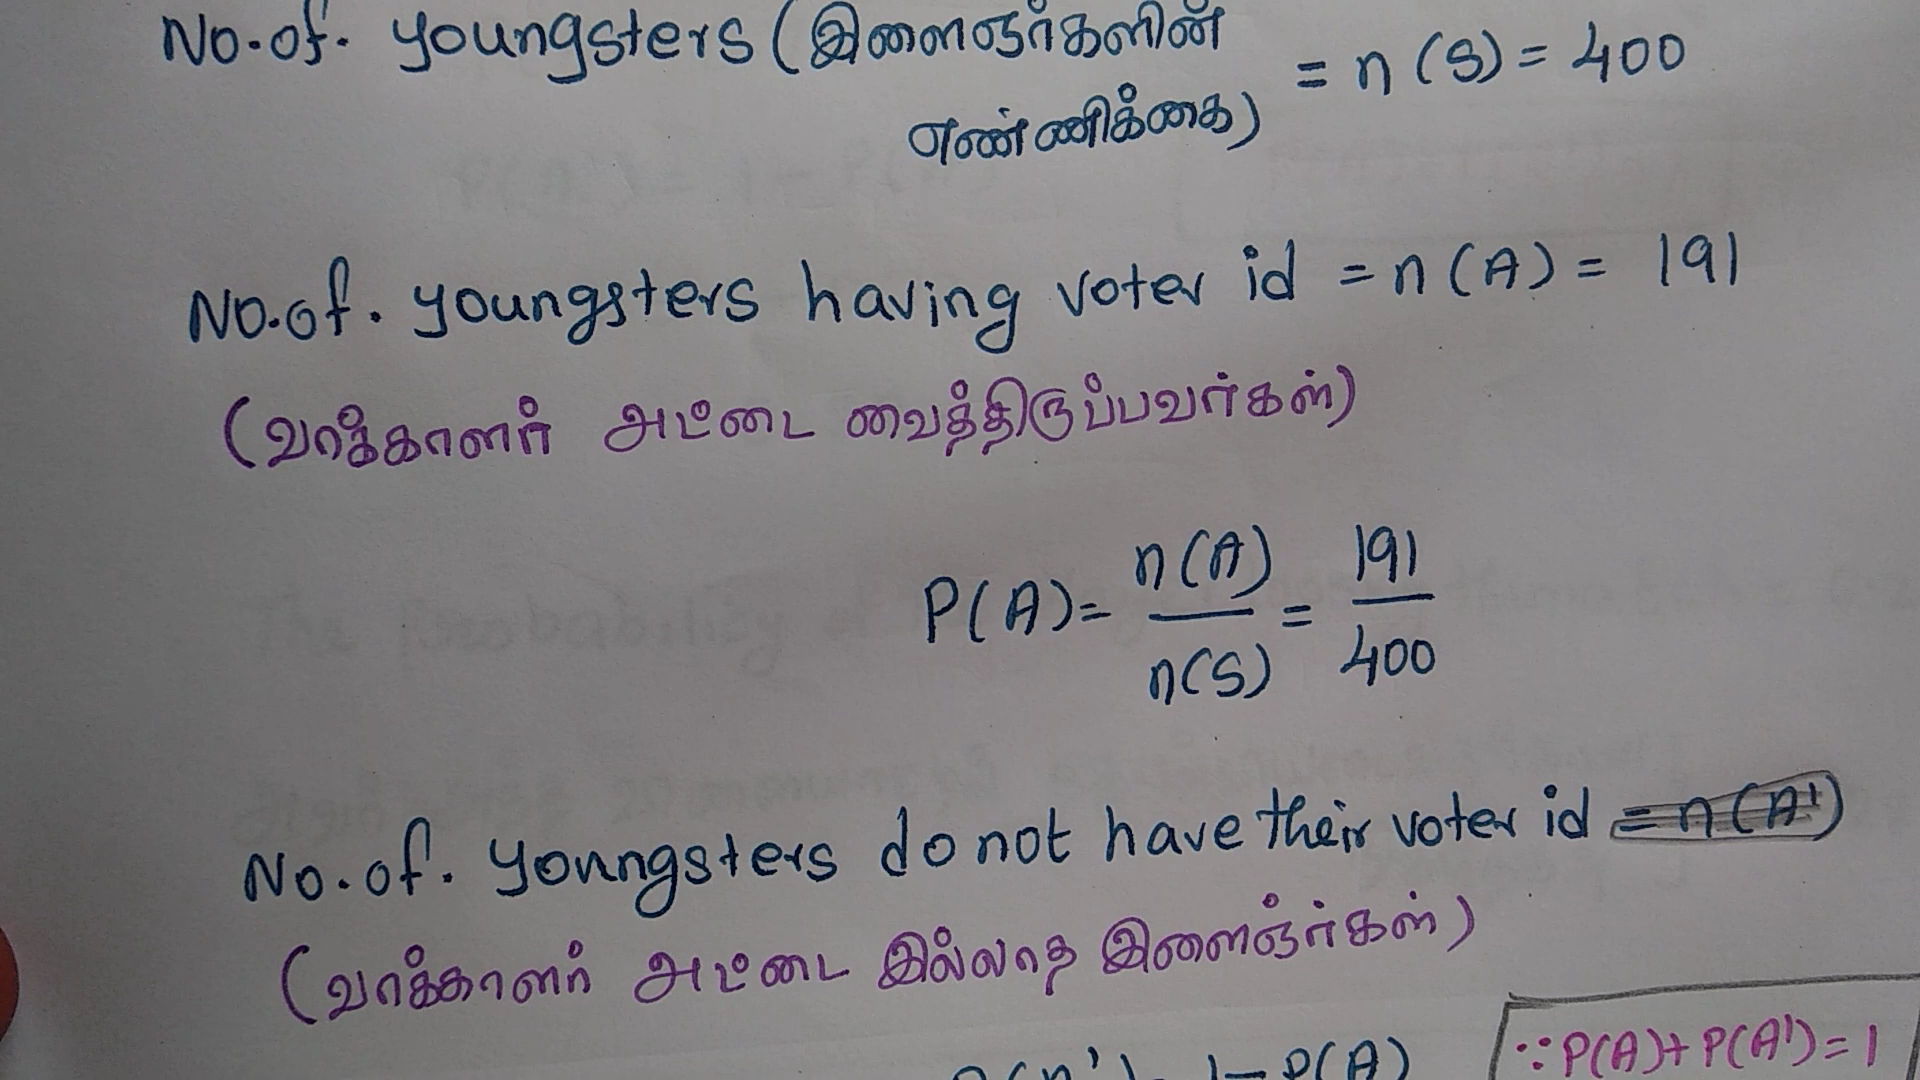 No.of. youngsters (இளைஞர்களின்
எண்ணிக்கை) = n(S) = 400
No.of. youngsters having voter id = n(A) = 191
(வாக்காளர் அட்டை வைத்திருப்பவர்கள்)
P(A) = n(A)/n(S) = 191/400
No.of. youngsters do not have their voter id = n(A')
(வாக்காளர் அட்டை இல்லாத இளைஞர்கள்)
1 – P(A)
∵ P(A) + P(A') = 1